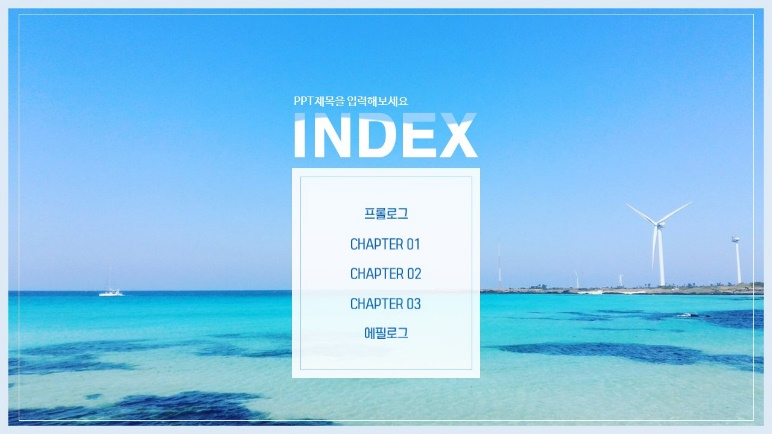 PPT제목을 입력해보세요
INDEX
프롤로그
CHAPTER 01
CHAPTER 02
CHAPTER 03
에필로그